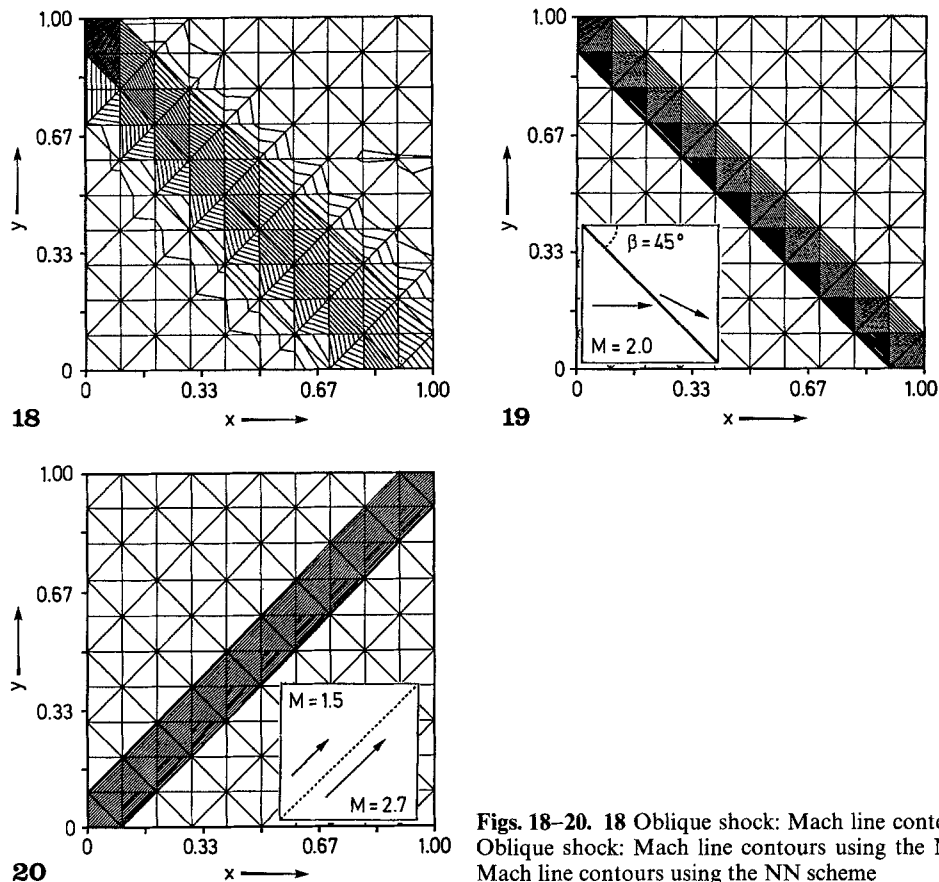 1.00
0.67
0.33
0
y
0
0.33
0.67
1.00
x
18
1.00
0.67
0.33
0
y
β = 45°
M = 2.0
0
0.33
0.67
1.00
x
19
1.00
0.67
0.33
0
y
M = 1.5
M = 2.7
0
0.33
0.67
1.00
x
20
Figs. 18–20. 18 Oblique shock: Mach line
Oblique shock: Mach line contours using the
Mach line contours using the NN scheme